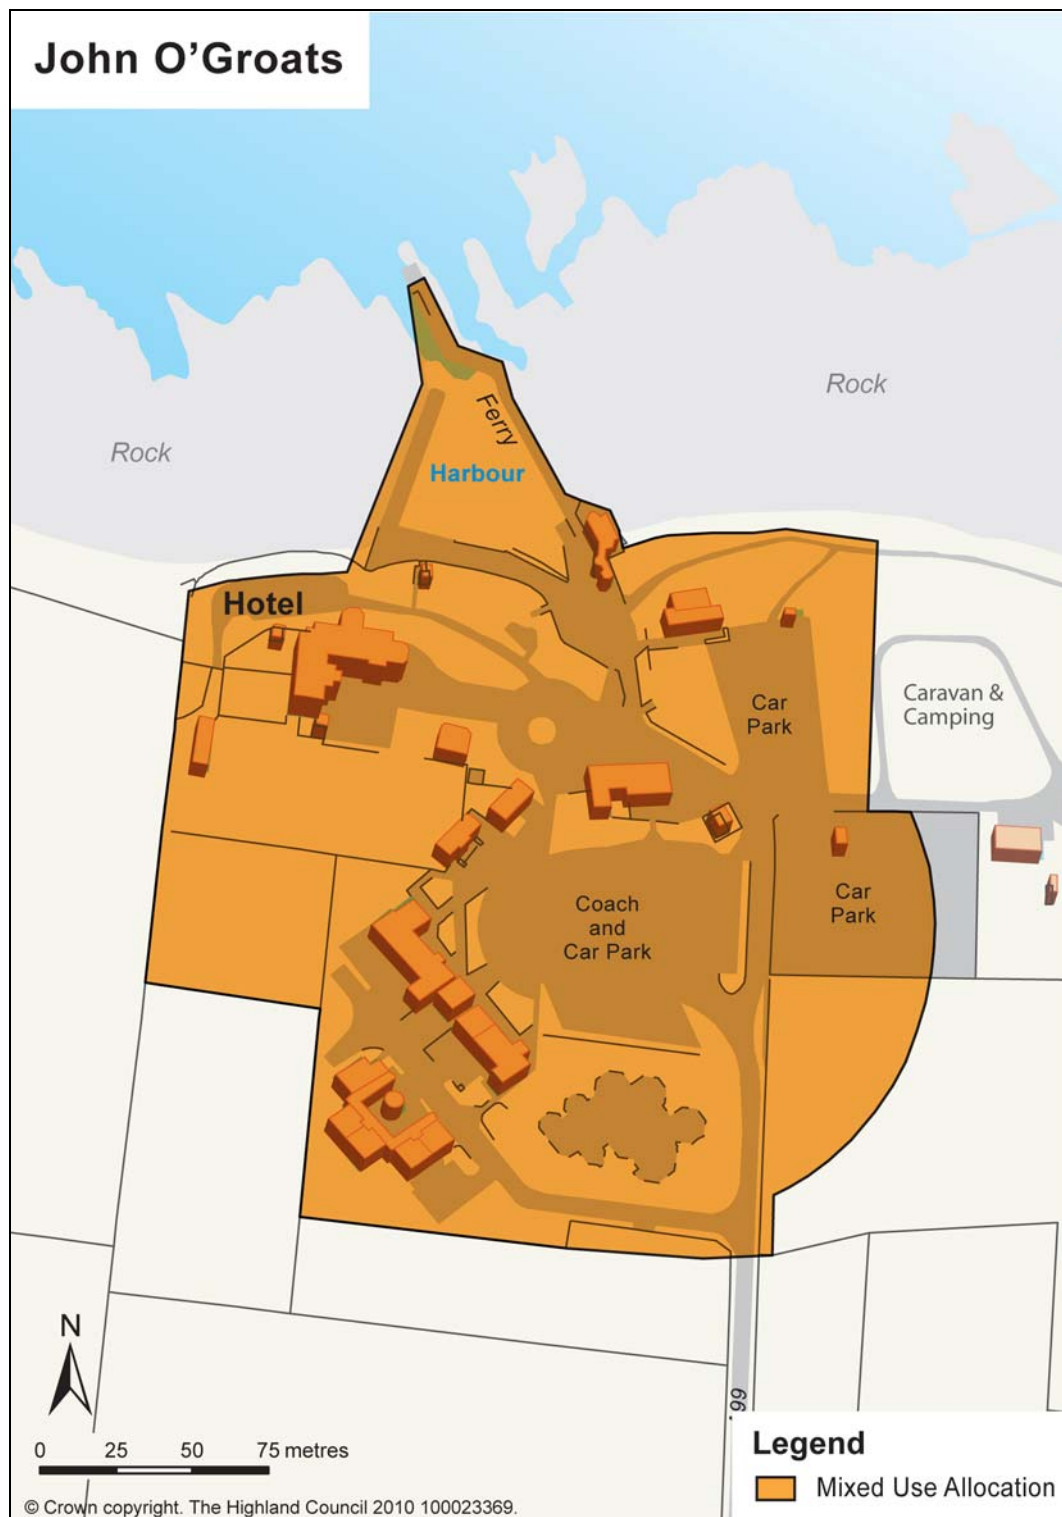 John O'Groats
Rock
Rock
Ferry
Harbour
Hotel
Car
Park
Caravan &
Camping
Car
Park
Coach
and
Car Park
N
0 25 50 75 metres
Legend
Mixed Use Allocation
© Crown copyright. The Highland Council 2010 100023369.